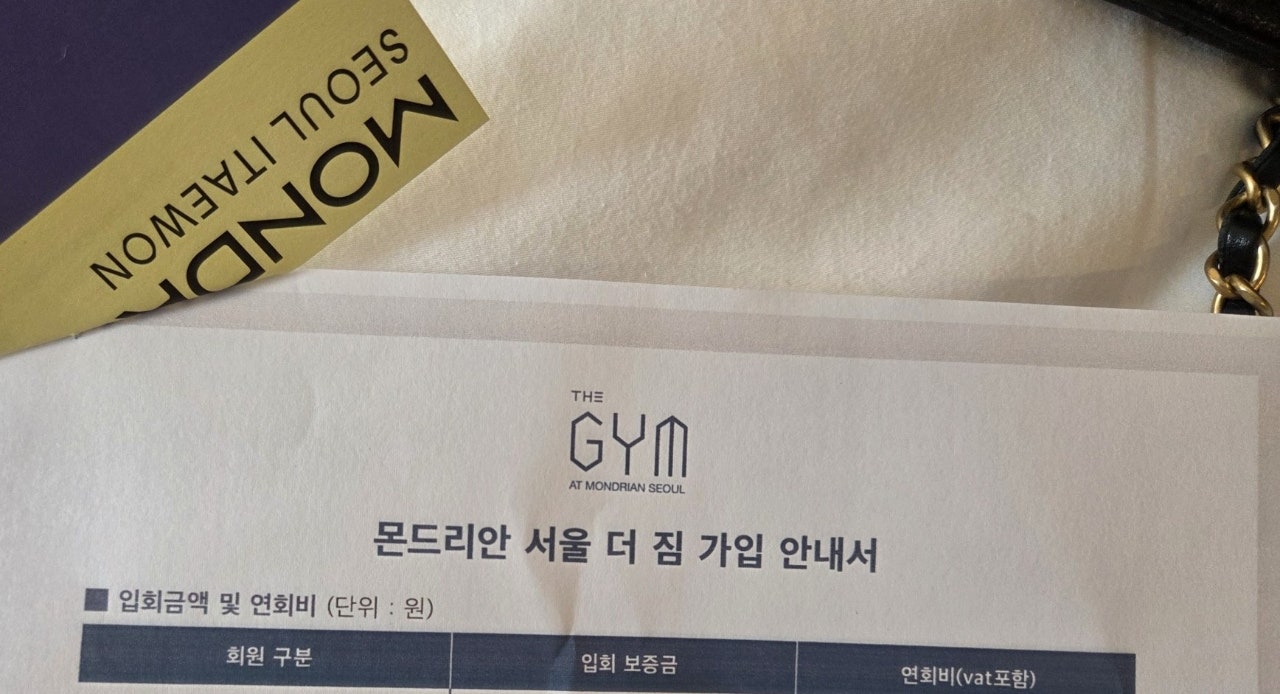 MONDR
SEOUL ITAEWON
THE
GYM
AT MONDRIAN SEOUL
몬드리안 서울 더 짐 가입 안내서
■ 입회금액 및 연회비 (단위 : 원)
회원 구분 입회 보증금 연회비(vat포함)